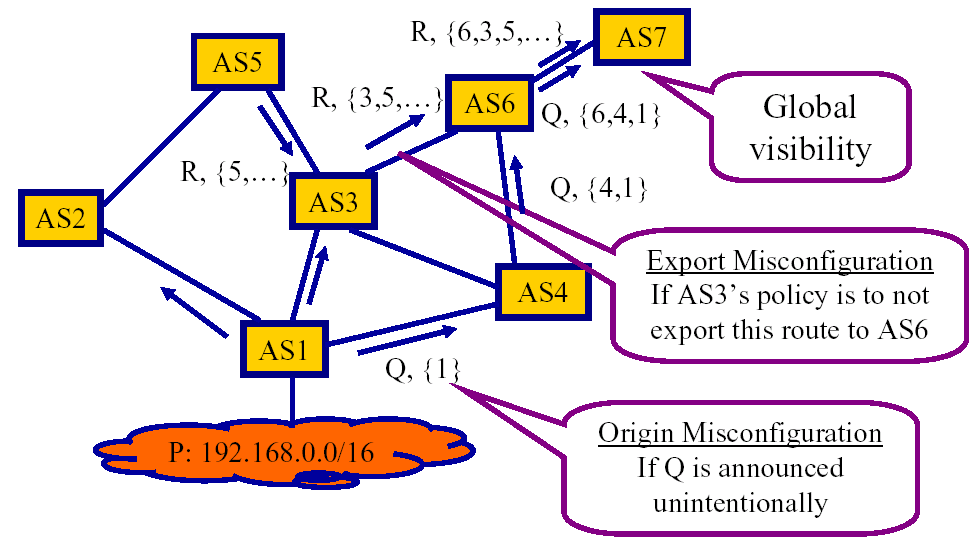 R, {6,3,5,…}
AS7
AS5
R, {3,5,…}
AS6
Global
visibility
Q, {6,4,1}
R, {5,…}
Q, {4,1}
AS3
AS2
Export Misconfiguration
If AS3’s policy is to not
export this route to AS6
AS4
AS1
Q, {1}
Origin Misconfiguration
If Q is announced
unintentionally
P: 192.168.0.0/16